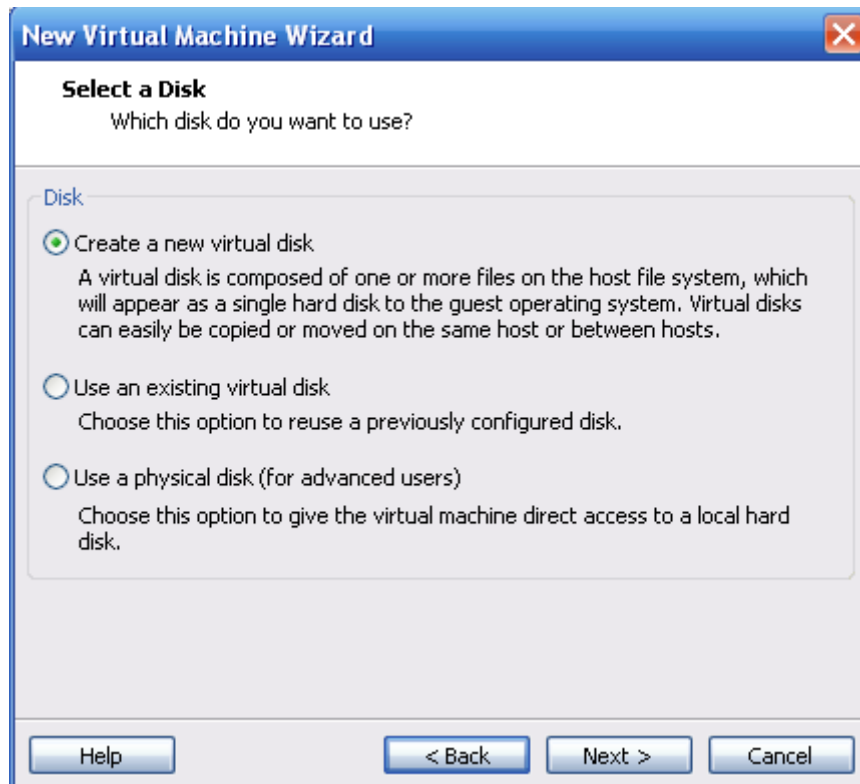 New Virtual Machine Wizard
Select a Disk
Which disk do you want to use?
Disk
Create a new virtual disk
A virtual disk is composed of one or more files on the host file system, which
will appear as a single hard disk to the guest operating system. Virtual disks
can easily be copied or moved on the same host or between hosts.
Use an existing virtual disk
Choose this option to reuse a previously configured disk.
Use a physical disk (for advanced users)
Choose this option to give the virtual machine direct access to a local hard
disk.
Help
< Back
Next >
Cancel